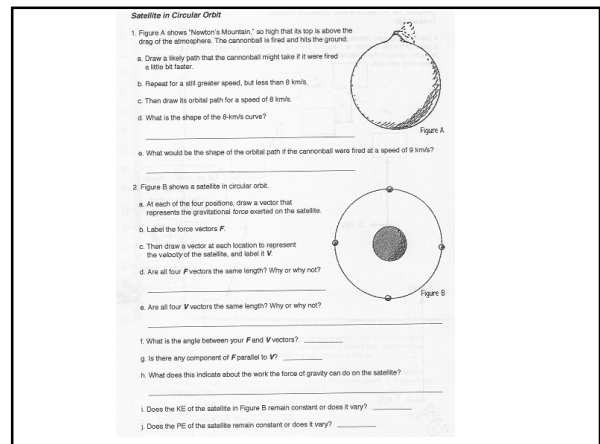 Satellite in Circular Orbit
1. Figure A shows "Newton's Mountain," so high that its top is above the
drag of the atmosphere. The cannonball is fired and hits the ground.
a. Draw a likely path that the cannonball might take if it were fired
a little bit faster.
b. Repeat for a still greater speed, but less than 8 km/s.
c. Then draw its orbital path for a speed of 8 km/s.
d. What is the shape of the 8-km/s curve?
Figure A
e. What would be the shape of the orbital path if the cannonball were fired at a speed of 9 km/s?
2. Figure B shows a satellite in circular orbit.
a. At each of the four positions, draw a vector that
represents the gravitational force exerted on the satellite.
b. Label the force vectors F.
c. Then draw a vector at each location to represent
the velocity of the satellite, and label it V.
d. Are all four F vectors the same length? Why or why not?
Figure B
e. Are all four V vectors the same length? Why or why not?
f. What is the angle between your F and V vectors?
g. Is there any component of F parallel to V?
h. What does this indicate about the work the force of gravity can do on the satellite?
i. Does the KE of the satellite in Figure B remain constant or does it vary?
j. Does the PE of the satellite remain constant or does it vary?